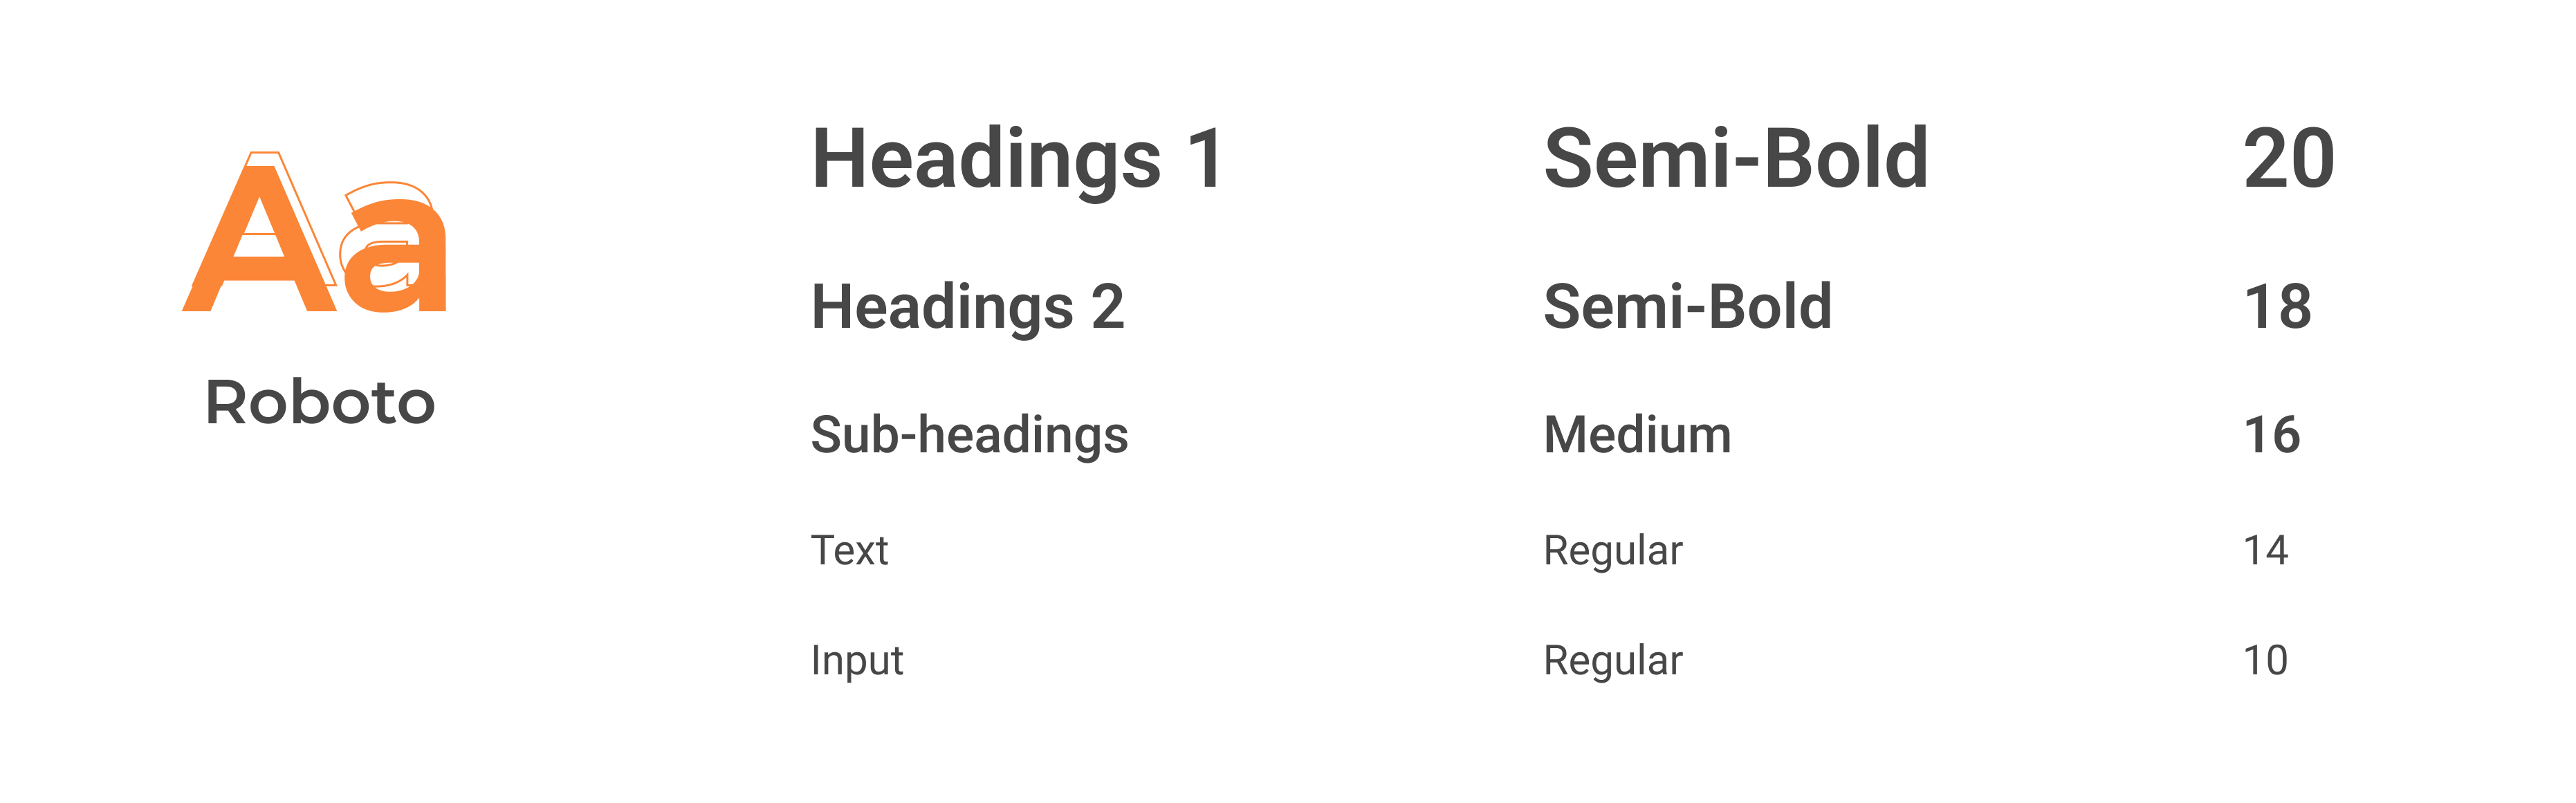 Aa
Roboto
Headings 1 Semi-Bold 20
Headings 2 Semi-Bold 18
Sub-headings Medium 16
Text Regular 14
Input Regular 10